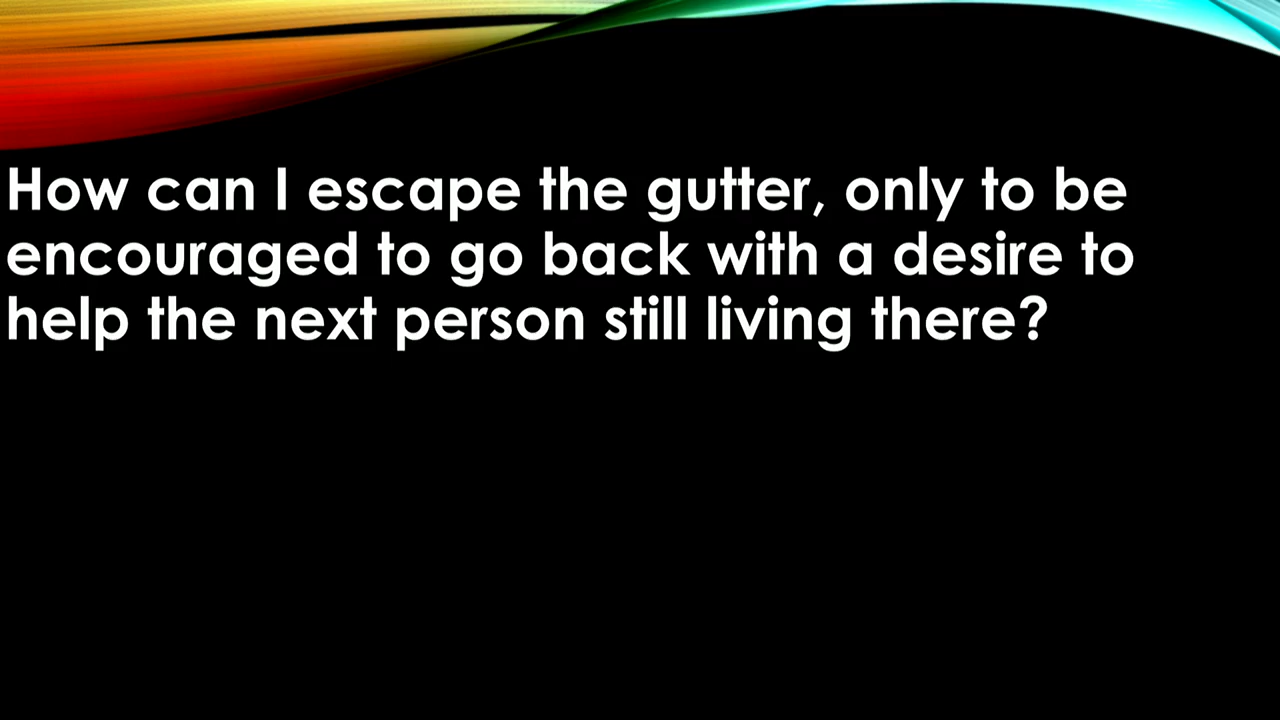 How can I escape the gutter, only to be
encouraged to go back with a desire to
help the next person still living there?